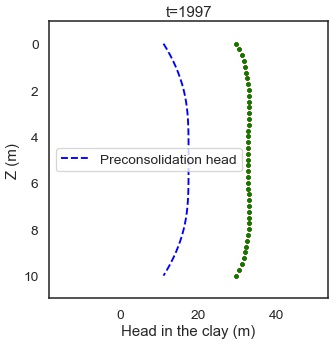 t=1997
0
2
4
6
8
10
Z (m)
Preconsolidation head
0 20 40
Head in the clay (m)